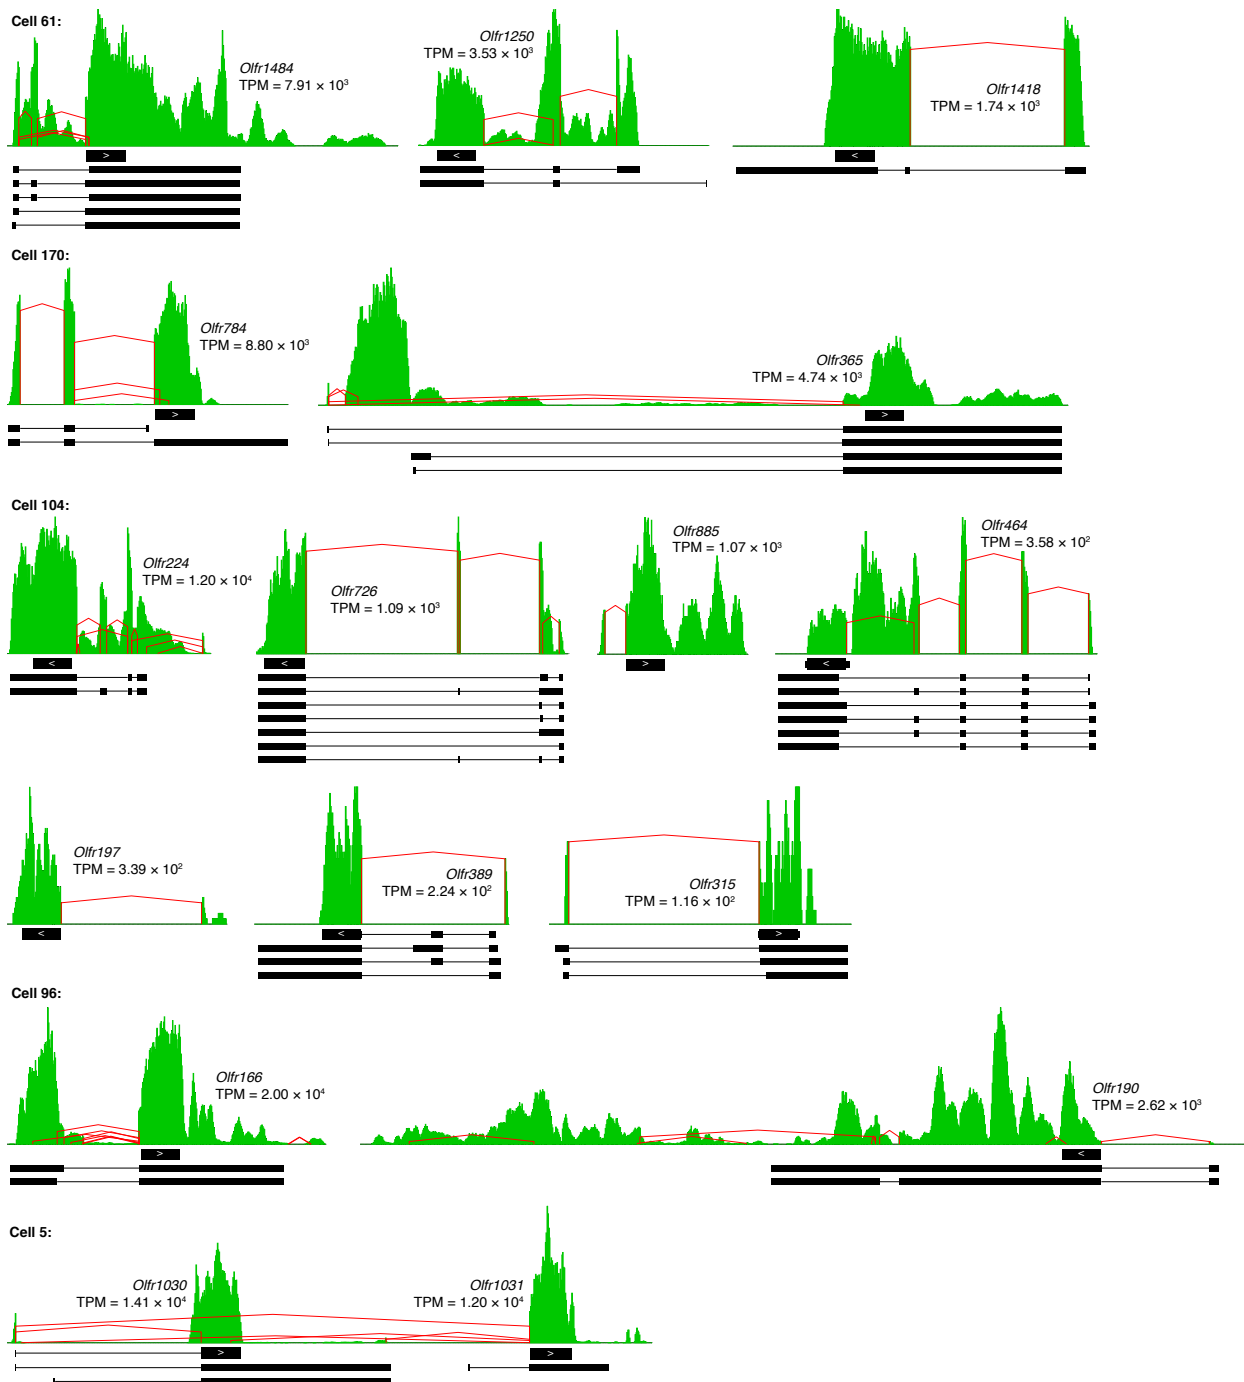 Cell 61:
Olfr1484
TPM = 7.91 × 10³
>
Olfr1250
TPM = 3.53 × 10³
<
Olfr1418
TPM = 1.74 × 10³
<
Cell 170:
Olfr784
TPM = 8.80 × 10³
>
Olfr365
TPM = 4.74 × 10³
>
Cell 104:
Olfr224
TPM = 1.20 × 10⁴
<
Olfr726
TPM = 1.09 × 10³
<
Olfr885
TPM = 1.07 × 10³
>
Olfr464
TPM = 3.58 × 10²
<
Olfr197
TPM = 3.39 × 10²
<
Olfr389
TPM = 2.24 × 10²
<
Olfr315
TPM = 1.16 × 10²
>
Cell 96:
Olfr166
TPM = 2.00 × 10⁴
>
Olfr190
TPM = 2.62 × 10³
<
Cell 5:
Olfr1030
TPM = 1.41 × 10⁴
>
Olfr1031
TPM = 1.20 × 10⁴
>